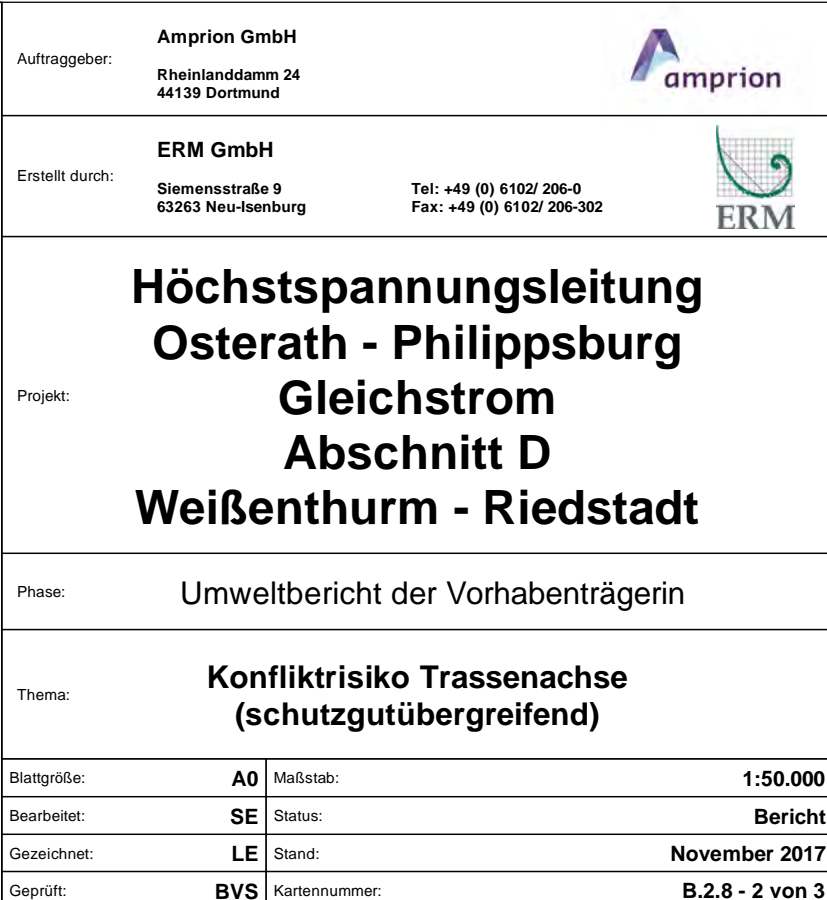 Auftraggeber:
Amprion GmbH
Rheinlanddamm 24
44139 Dortmund
amprion
Erstellt durch:
ERM GmbH
Siemensstraße 9
63263 Neu-Isenburg
Tel: +49 (0) 6102/ 206-0
Fax: +49 (0) 6102/ 206-302
ERM
Projekt:
Höchstspannungsleitung
Osterath - Philippsburg
Gleichstrom
Abschnitt D
Weißenthurm - Riedstadt
Phase:
Umweltbericht der Vorhabenträgerin
Thema:
Konfliktrisiko Trassenachse
(schutzgutübergreifend)
Blattgröße: A0 Maßstab: 1:50.000
Bearbeitet: SE Status: Bericht
Gezeichnet: LE Stand: November 2017
Geprüft: BVS Kartennummer: B.2.8 - 2 von 3